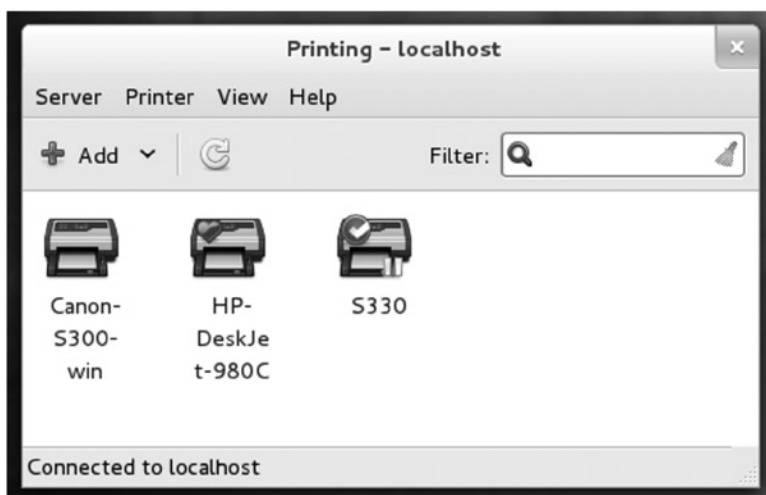 Printing – localhost
Server Printer View Help
Add Filter:
Canon-
S300-
win
HP-
DeskJe
t-980C
S330
Connected to localhost